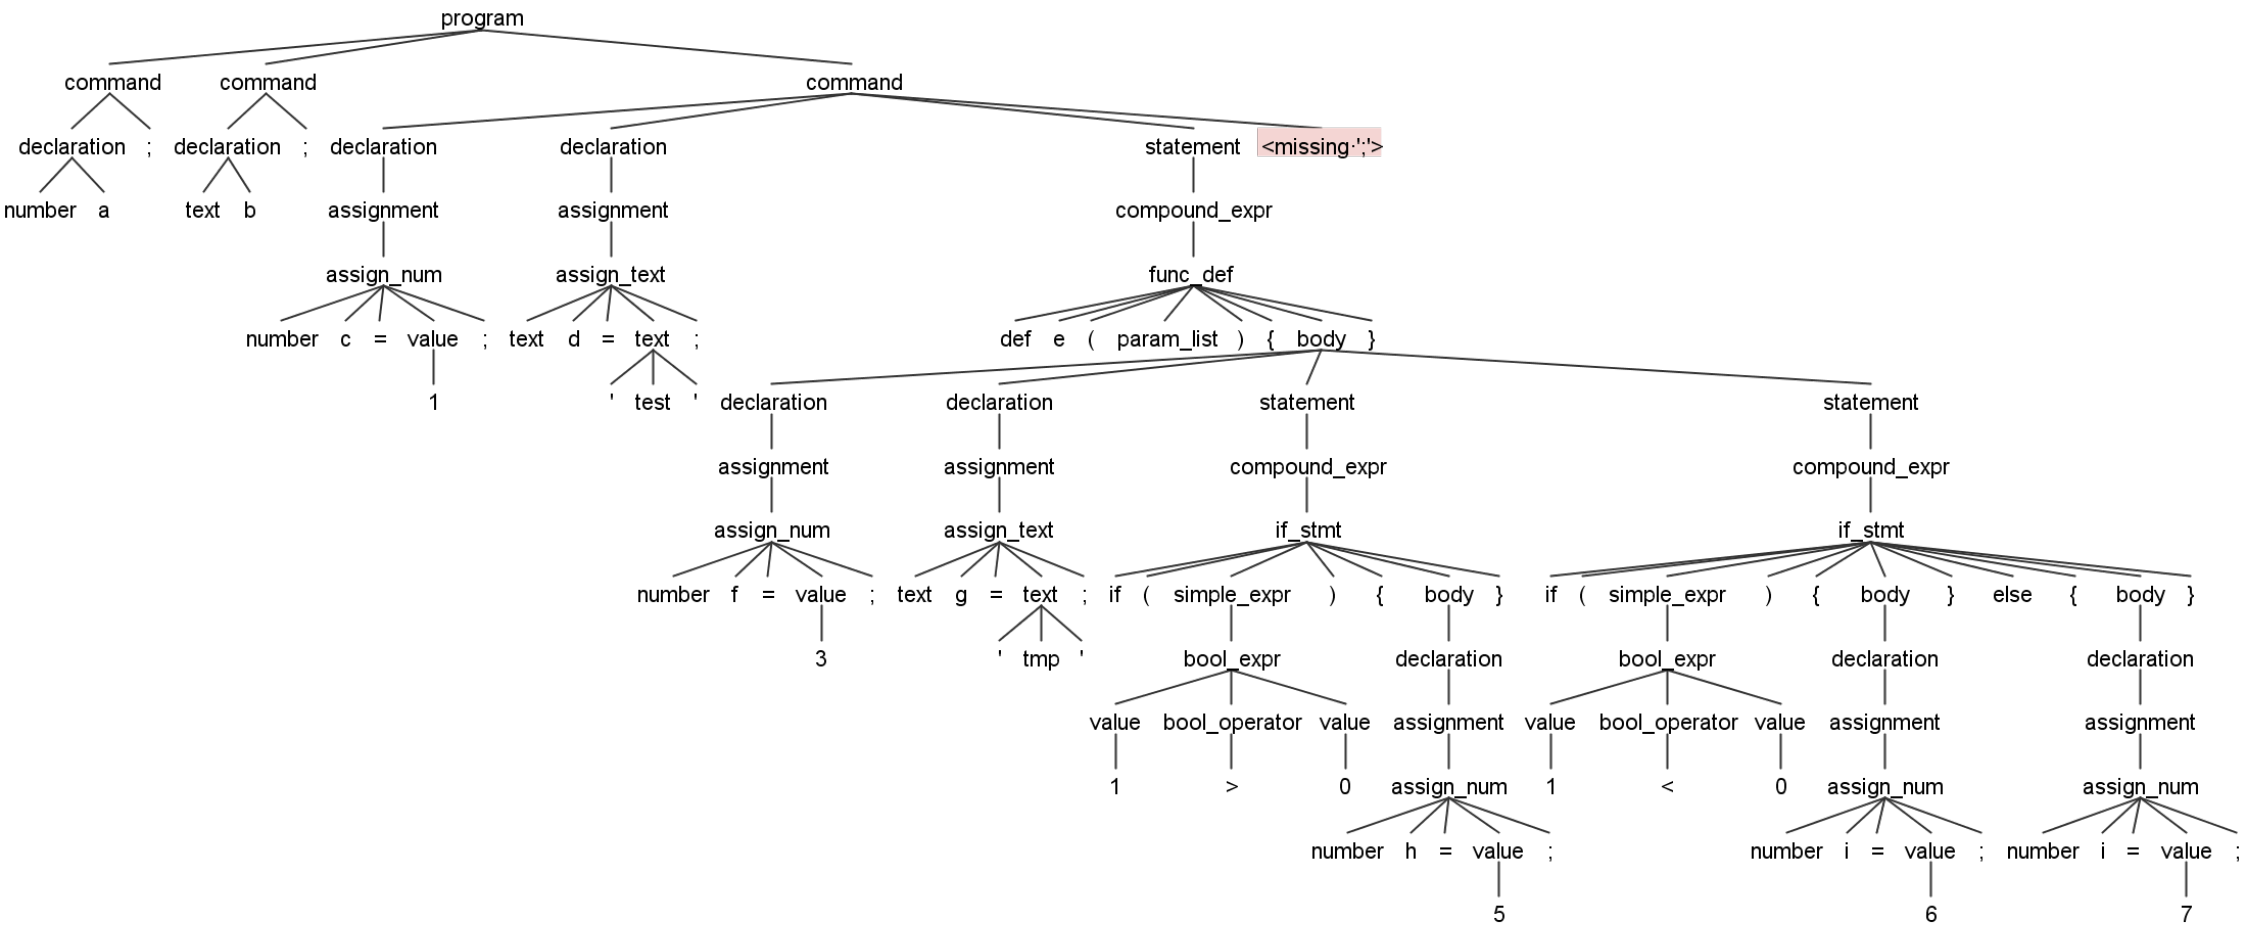 program
command command command
declaration ; declaration ; declaration declaration statement <missing·';'>
number a text b assignment assignment compound_expr
assign_num assign_text func_def
number c = value ; text d = text ; def e ( param_list ) { body }
1 ' test ' declaration declaration statement statement
assignment assignment compound_expr compound_expr
assign_num assign_text if_stmt if_stmt
number f = value ; text g = text ; if ( simple_expr ) { body } if ( simple_expr ) { body } else { body }
3 ' tmp ' bool_expr declaration bool_expr declaration declaration
value bool_operator value assignment value bool_operator value assignment assignment
1 > 0 assign_num 1 < 0 assign_num assign_num
number h = value ; number i = value ; number i = value ;
5 6 7